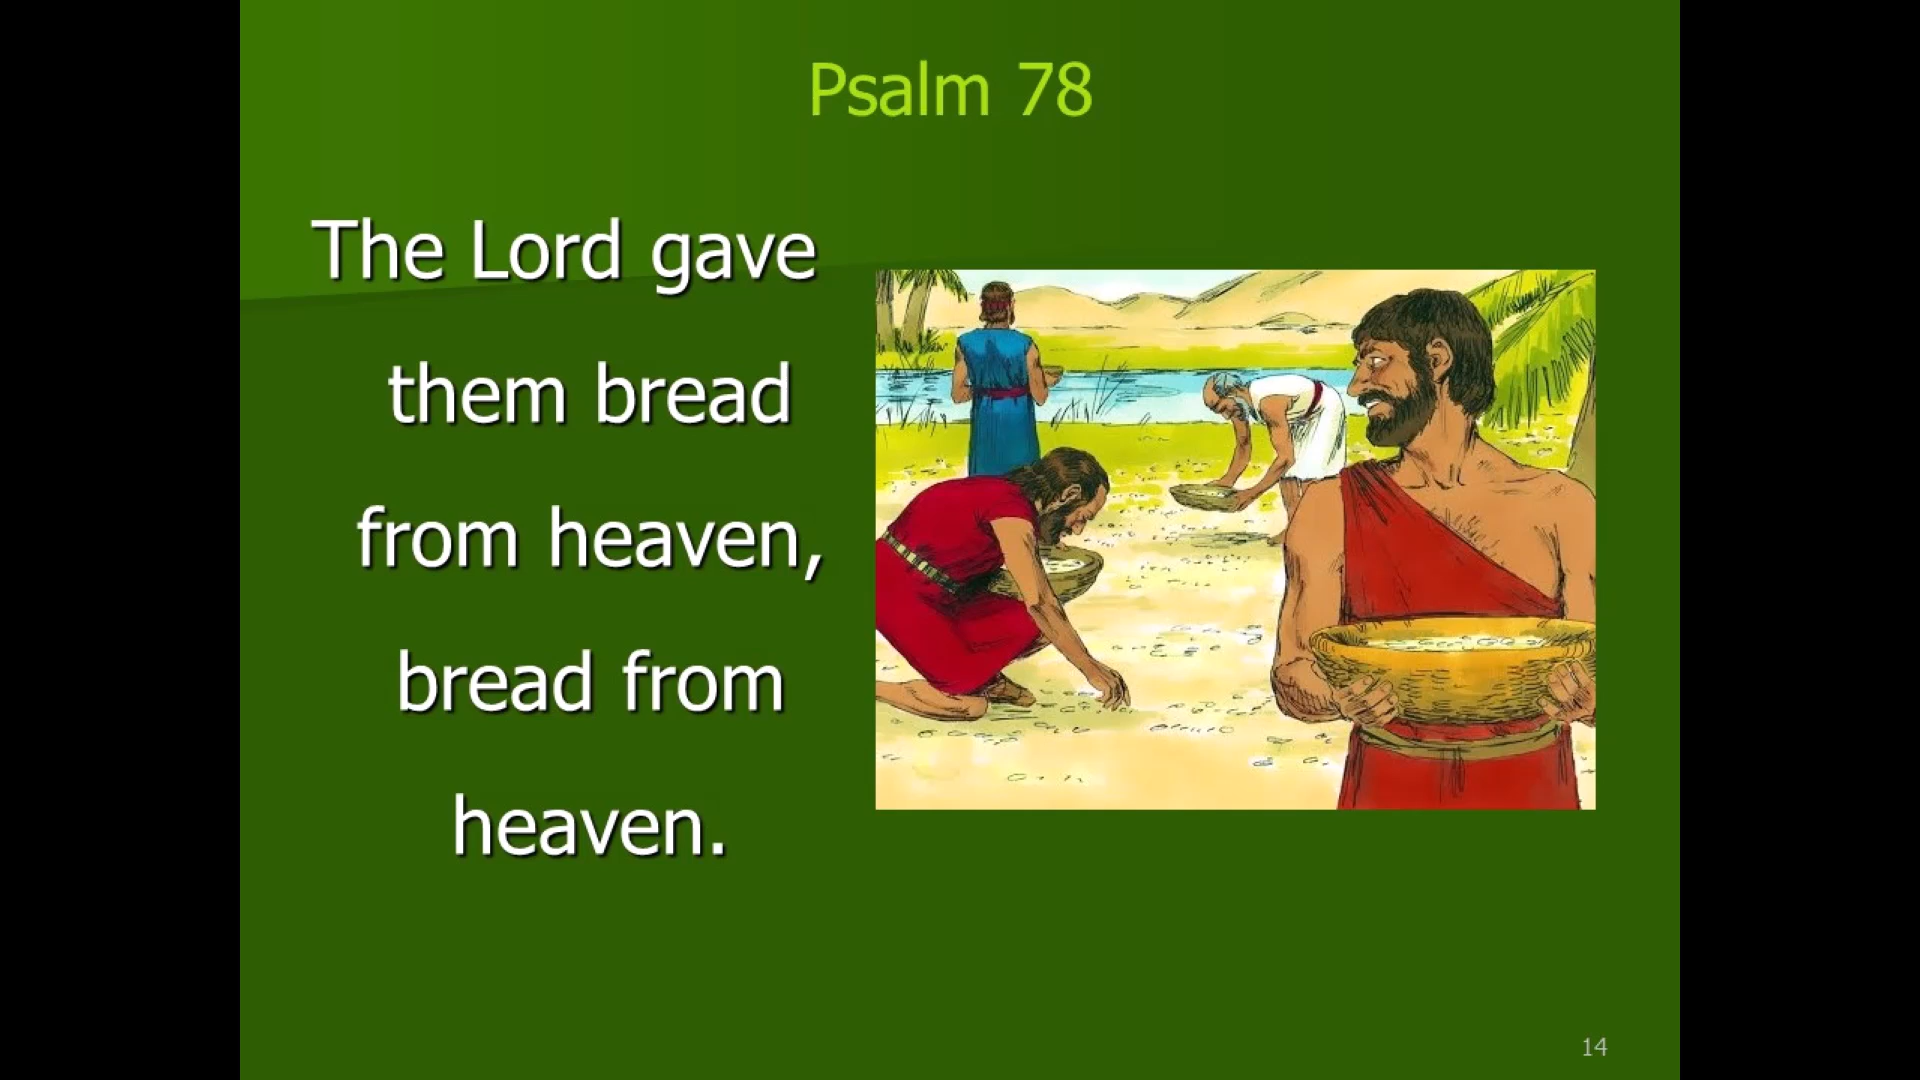 Psalm 78
The Lord gave
them bread
from heaven,
bread from
heaven.
14